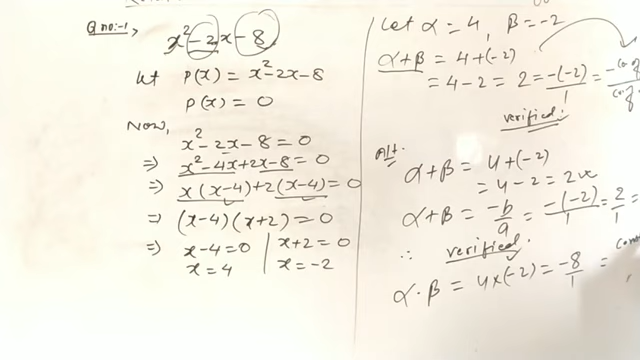 Q no:-1,
x² - 2x - 8
Let P(x) = x² - 2x - 8
P(x) = 0
Now,
x² - 2x - 8 = 0
⇒ x² - 4x + 2x - 8 = 0
⇒ x(x-4) + 2(x-4) = 0
⇒ (x-4)(x+2) = 0
⇒ x-4=0 | x+2=0
x=4 | x=-2
Let α = 4, β = -2
α+β = 4+(-2)
= 4-2 = 2 = -(-2)/1 =
verified.
Alt:
α+β = 4+(-2)
= 4-2 = 2
α+β = -b/a = -(-2)/1 = 2/1 =
∴ verified.
α·β = 4×(-2) = -8/1 =